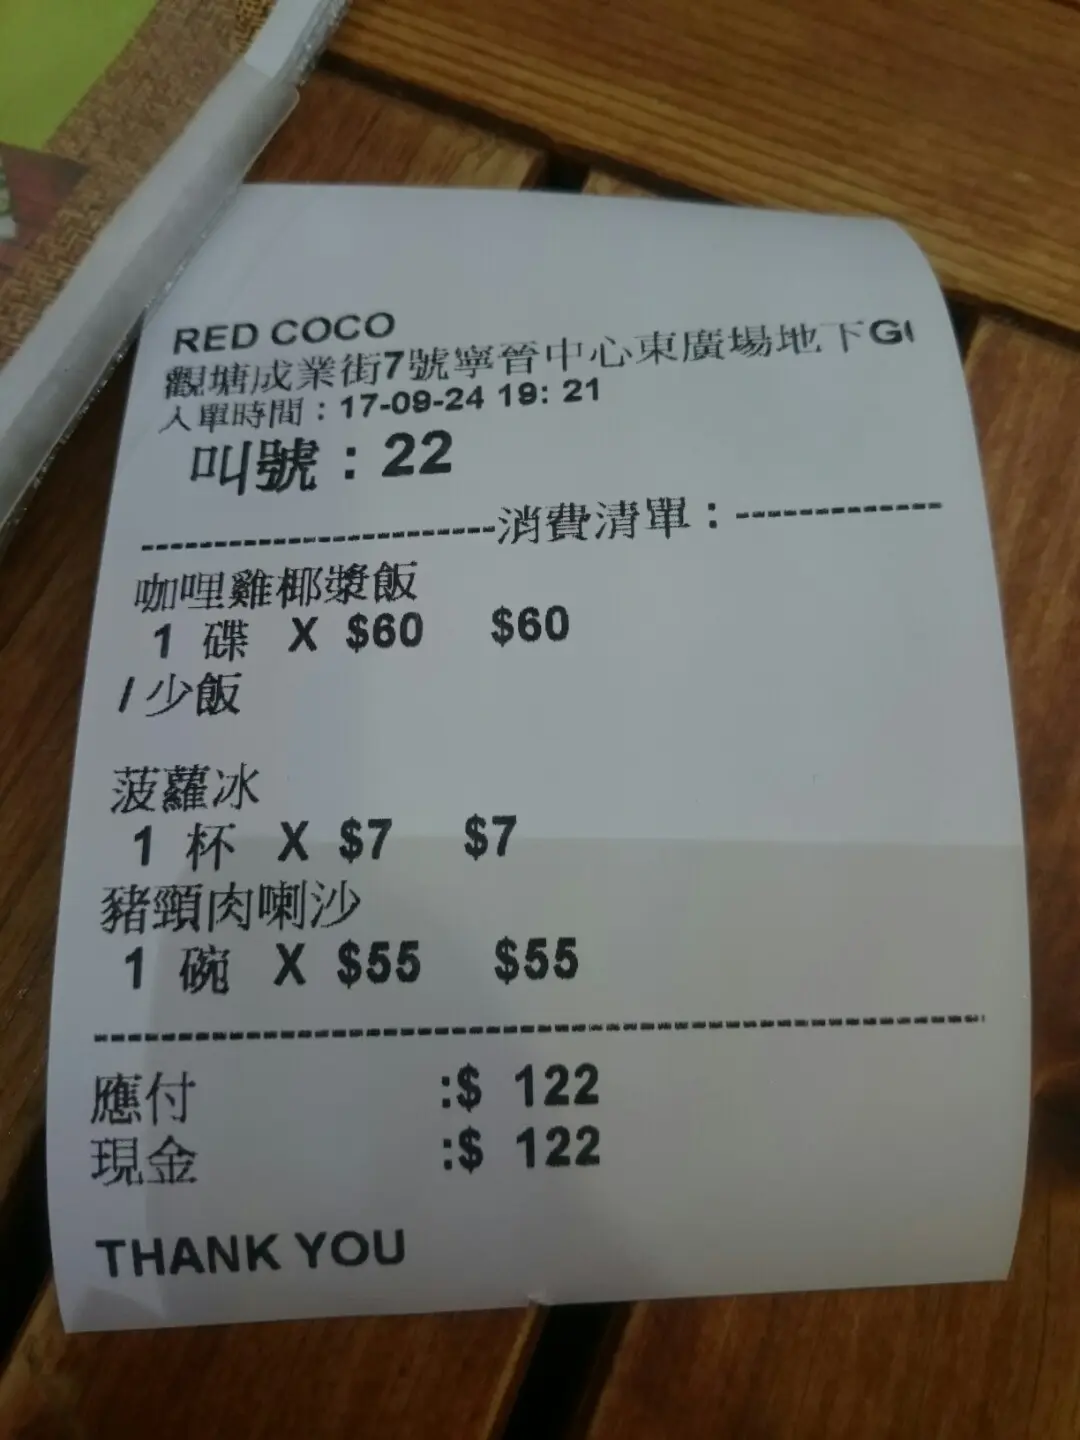 RED COCO
觀塘成業街7號寧晉中心東廣場地下G
入單時間：17-09-24 19: 21
叫號：22
----------------------消費清單：-------------
咖哩雞椰漿飯
1 碟 X $60 $60
/ 少飯
菠蘿冰
1 杯 X $7 $7
豬頸肉喇沙
1 碗 X $55 $55
--------------------------------------------------------
應付 :$ 122
現金 :$ 122
THANK YOU